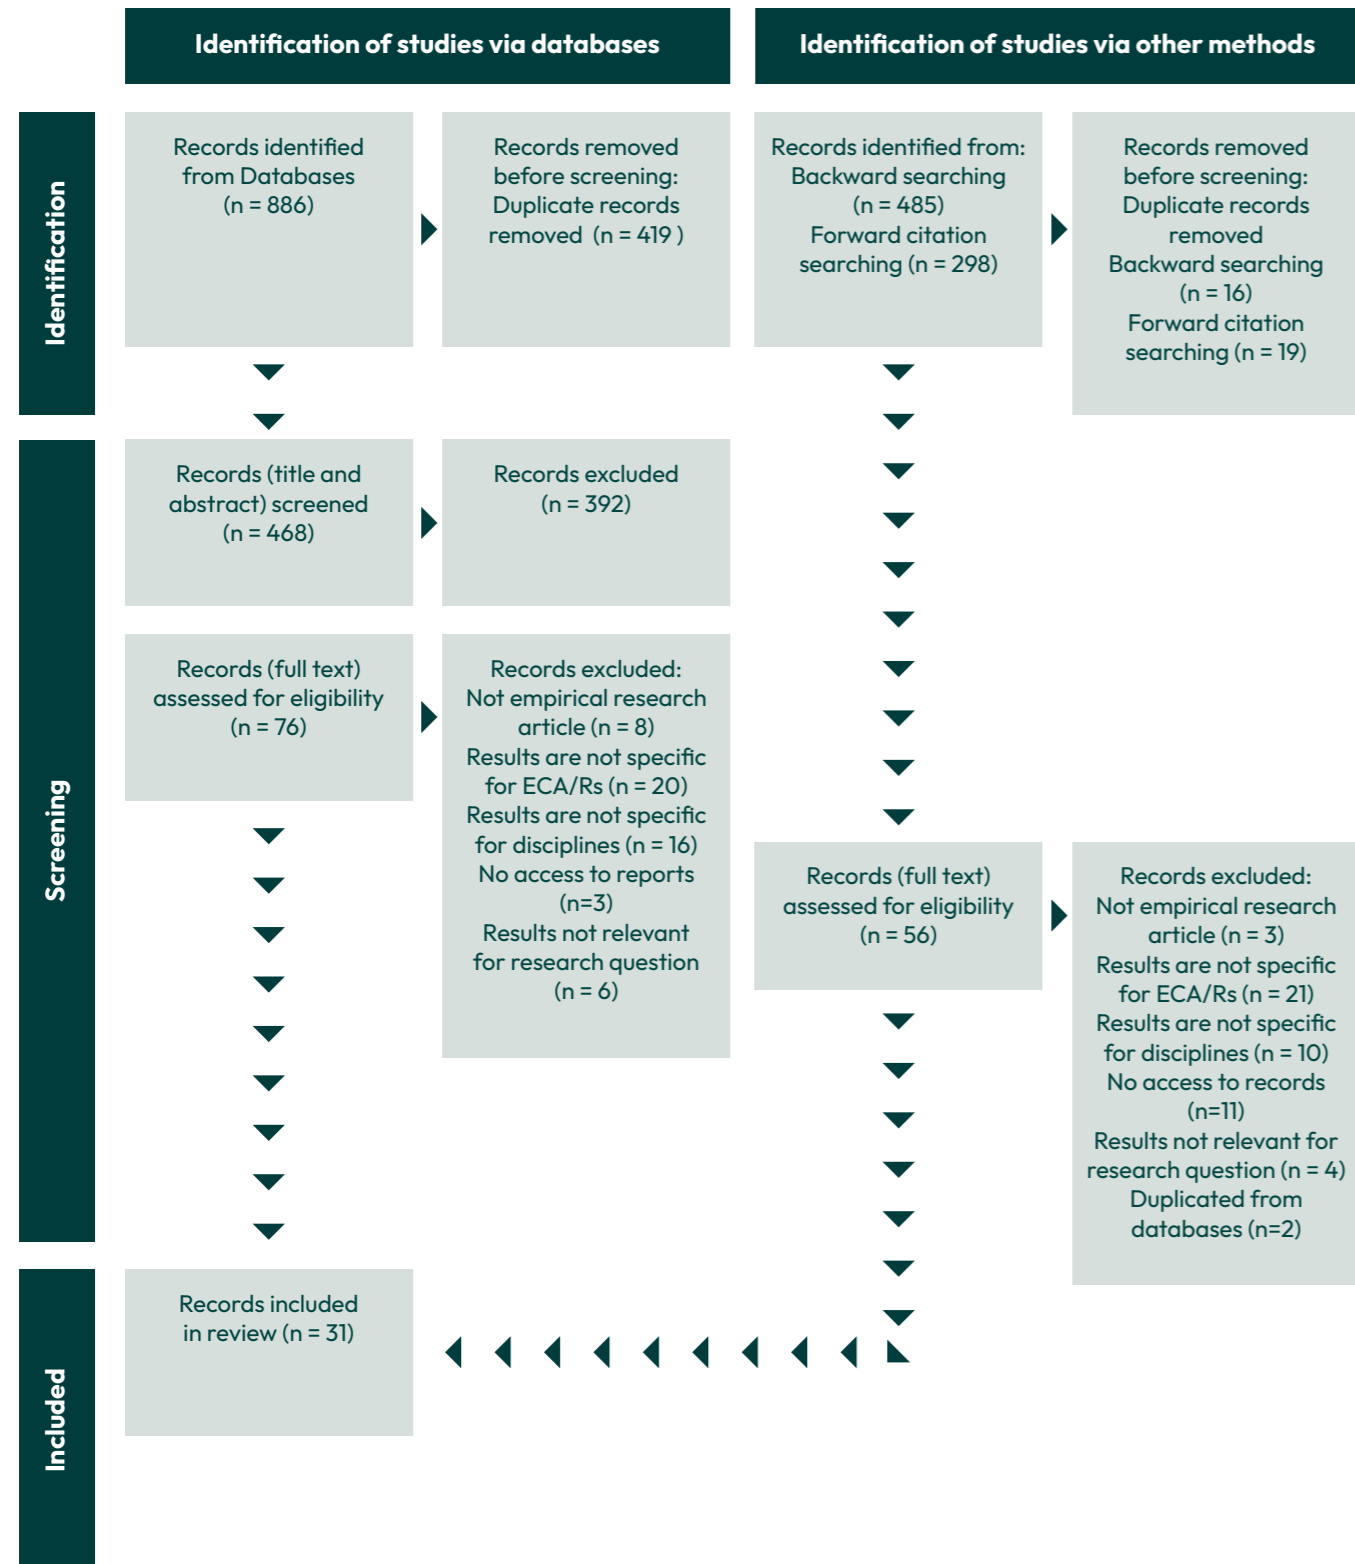 Identification of studies via databases
Identification of studies via other methods
Identification
Records identified
from Databases
(n = 886)
Records removed
before screening:
Duplicate records
removed (n = 419 )
Records identified from:
Backward searching
(n = 485)
Forward citation
searching (n = 298)
Records removed
before screening:
Duplicate records
removed
Backward searching
(n = 16)
Forward citation
searching (n = 19)
Screening
Records (title and
abstract) screened
(n = 468)
Records excluded
(n = 392)
Records (full text)
assessed for eligibility
(n = 76)
Records excluded:
Not empirical research
article (n = 8)
Results are not specific
for ECA/Rs (n = 20)
Results are not specific
for disciplines (n = 16)
No access to reports
(n=3)
Results not relevant
for research question
(n = 6)
Records (full text)
assessed for eligibility
(n = 56)
Records excluded:
Not empirical research
article (n = 3)
Results are not specific
for ECA/Rs (n = 21)
Results are not specific
for disciplines (n = 10)
No access to records
(n=11)
Results not relevant for
research question (n = 4)
Duplicated from
databases (n=2)
Included
Records included
in review (n = 31)